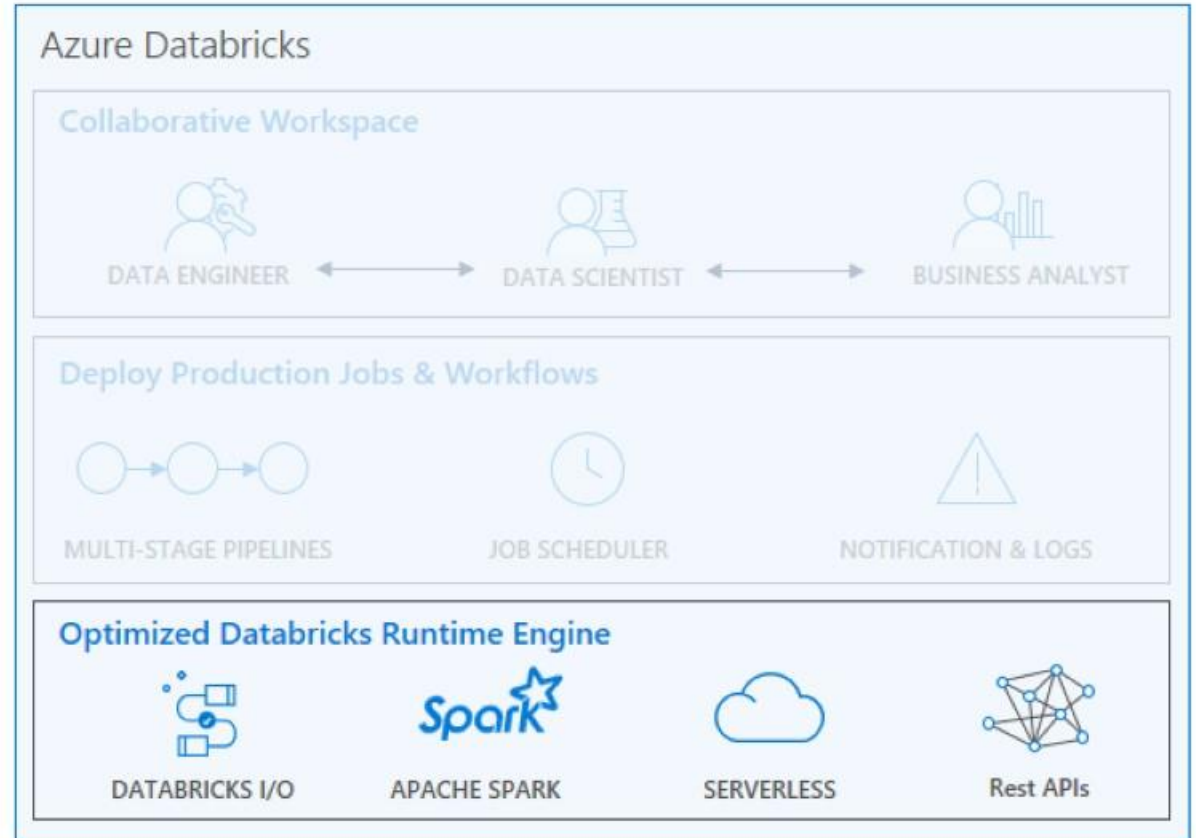 Azure Databricks
Collaborative Workspace
DATA ENGINEER DATA SCIENTIST BUSINESS ANALYST
Deploy Production Jobs & Workflows
MULTI-STAGE PIPELINES JOB SCHEDULER NOTIFICATION & LOGS
Optimized Databricks Runtime Engine
Spark
DATABRICKS I/O APACHE SPARK SERVERLESS Rest APIs